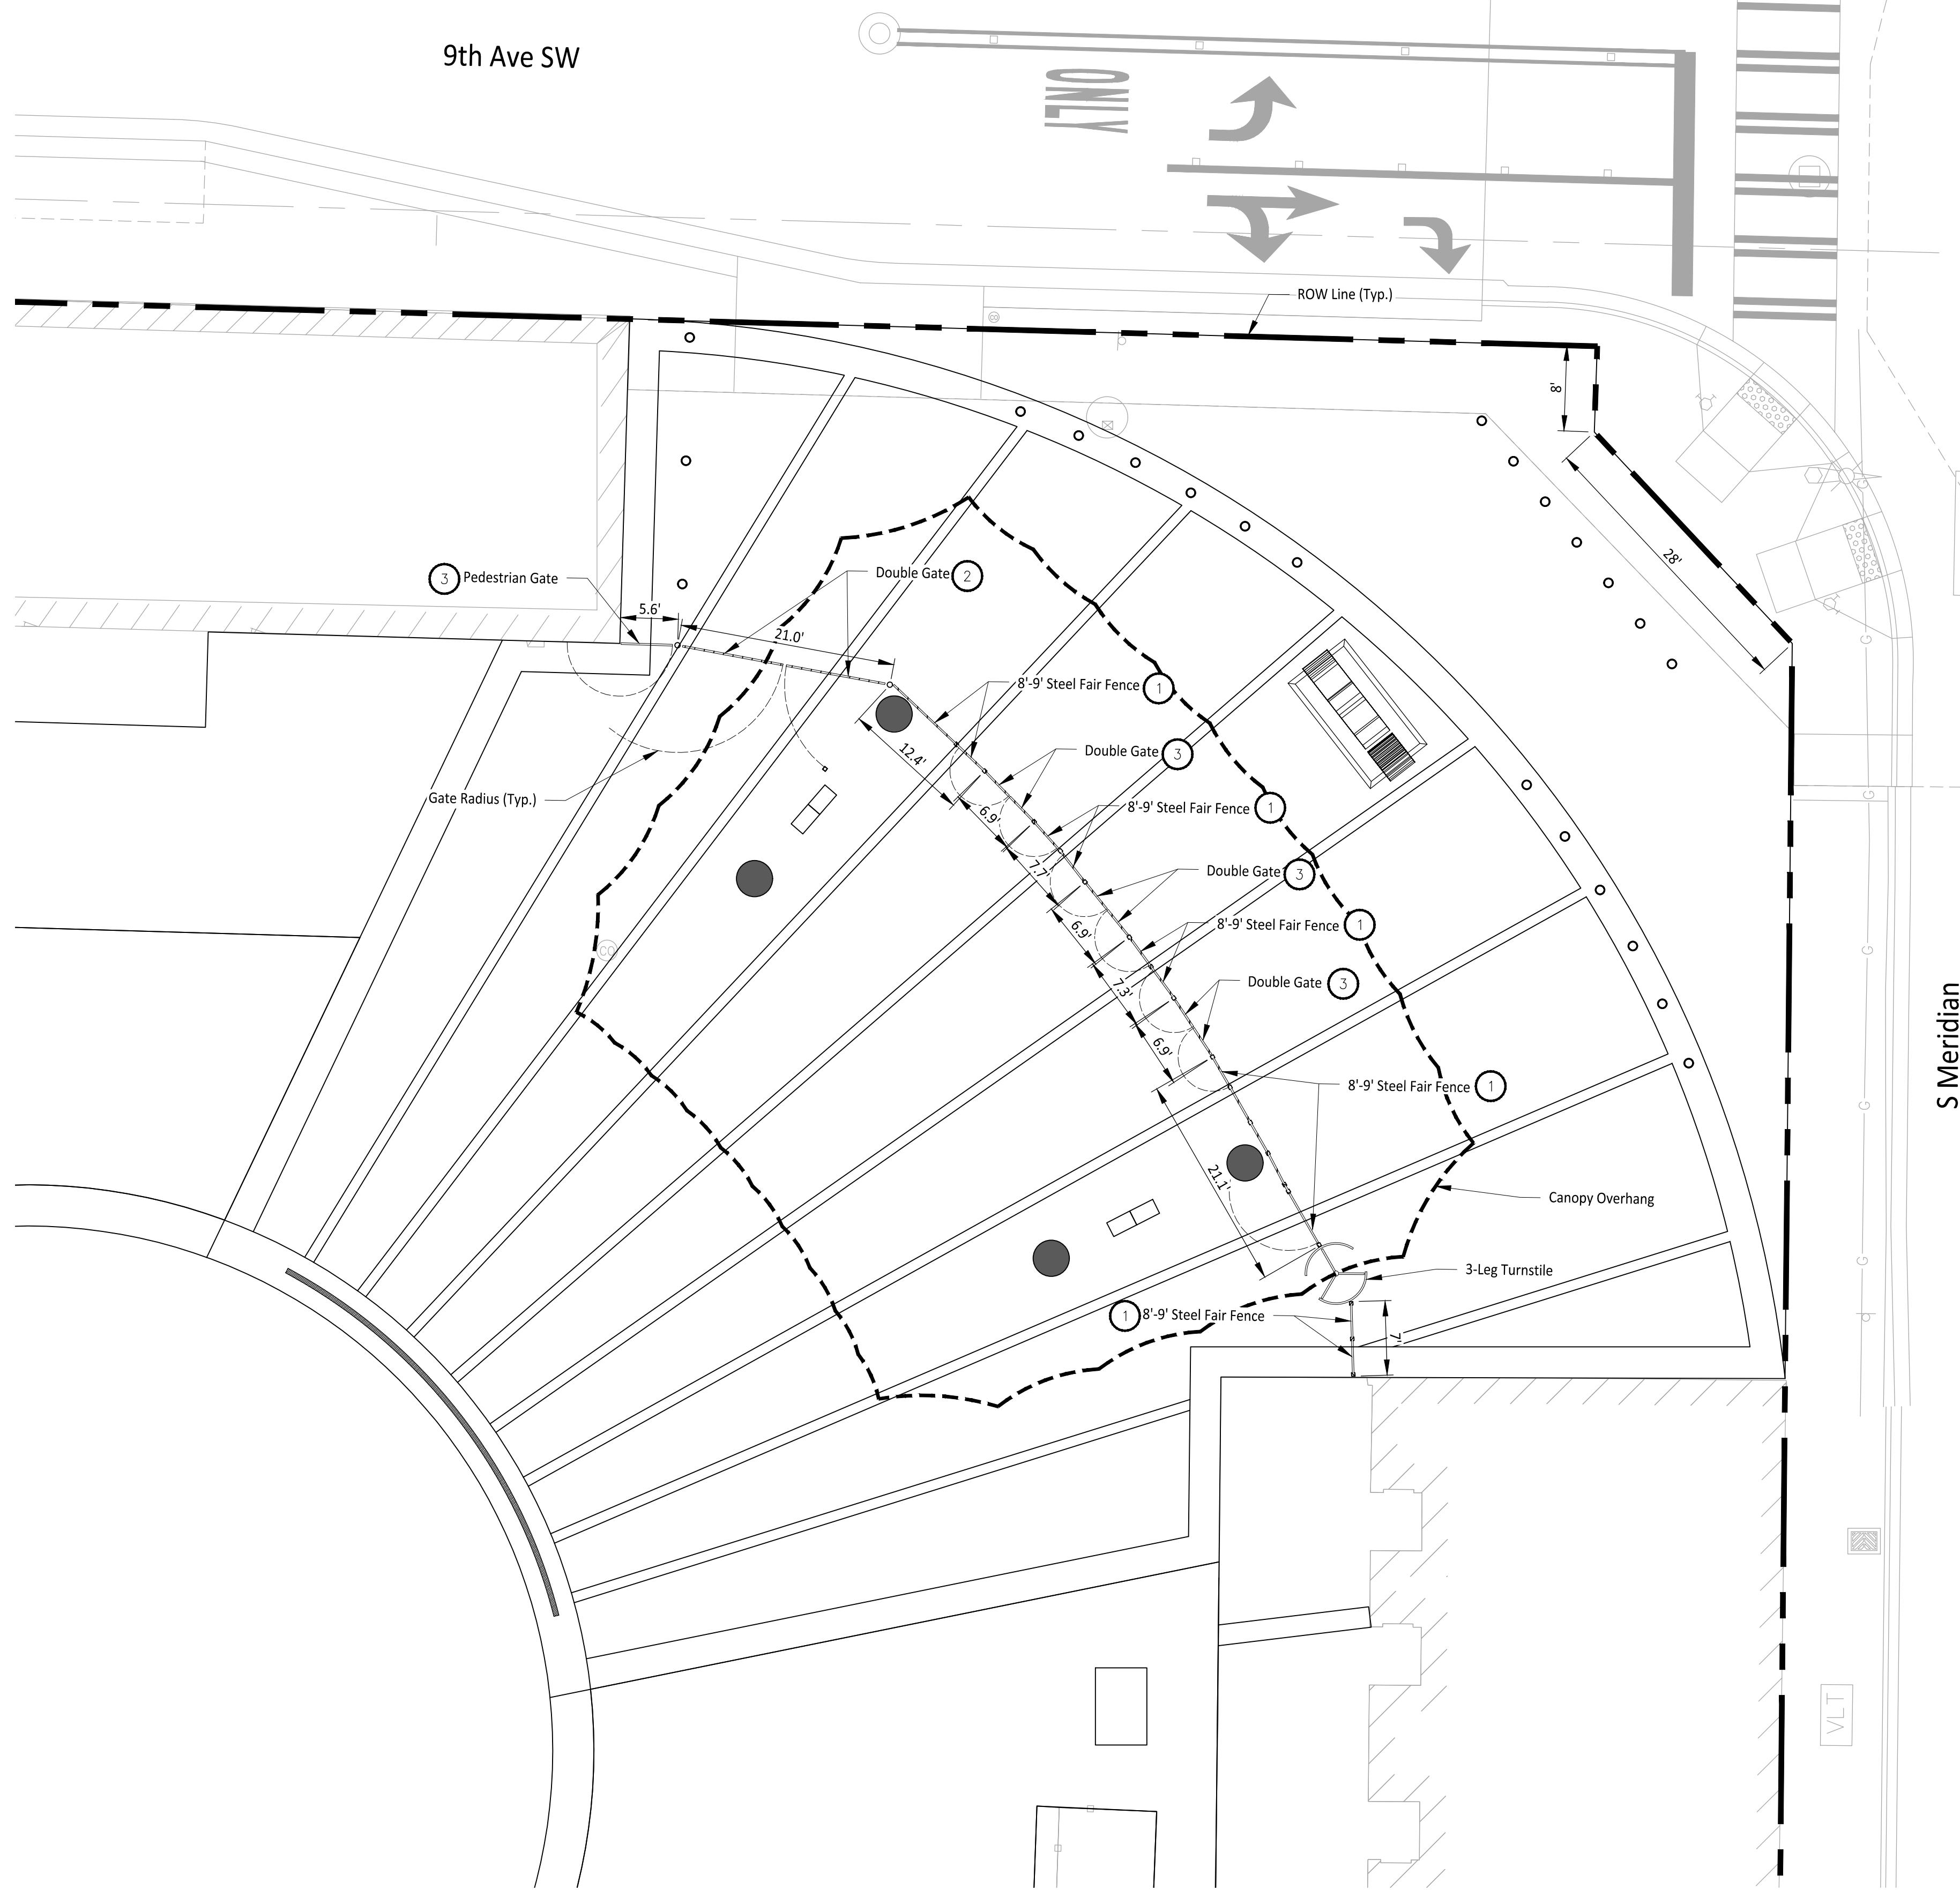 9th Ave SW
ONLY
ROW Line (Typ.)
8'
28'
3 Pedestrian Gate
Double Gate 2
5.6'
21.0'
8'-9' Steel Fair Fence 1
12.4'
Double Gate 3
Gate Radius (Typ.)
6.9'
8'-9' Steel Fair Fence 1
7.7'
Double Gate 3
6.9'
8'-9' Steel Fair Fence 1
CO
7.3'
Double Gate 3
6.9'
S Meridian
8'-9' Steel Fair Fence 1
21.1'
Canopy Overhang
3-Leg Turnstile
1 8'-9' Steel Fair Fence
7'
G
G
G
G
G
G
VLT